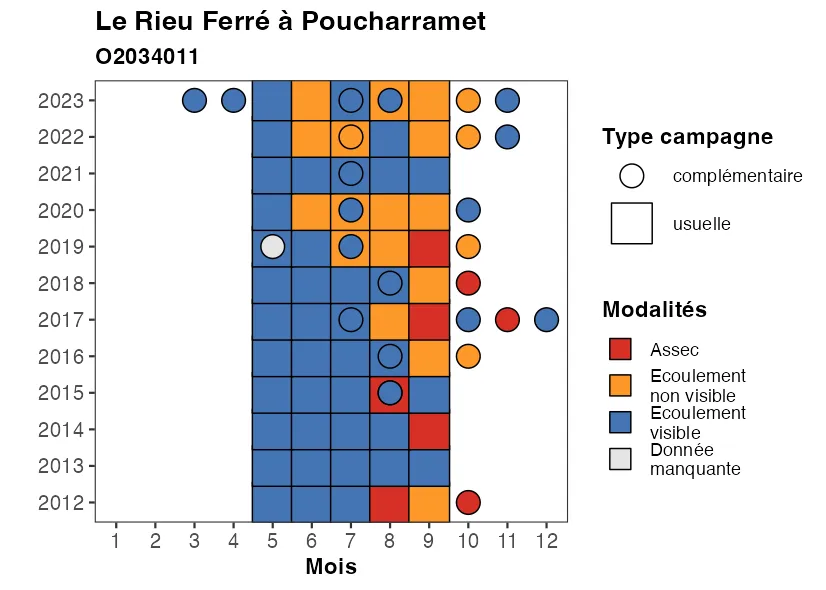 Le Rieu Ferré à Poucharramet
O2034011
2023
2022
2021
2020
2019
2018
2017
2016
2015
2014
2013
2012
1 2 3 4 5 6 7 8 9 10 11 12
Mois
Type campagne
complémentaire
usuelle
Modalités
Assec
Ecoulement
non visible
Ecoulement
visible
Donnée
manquante